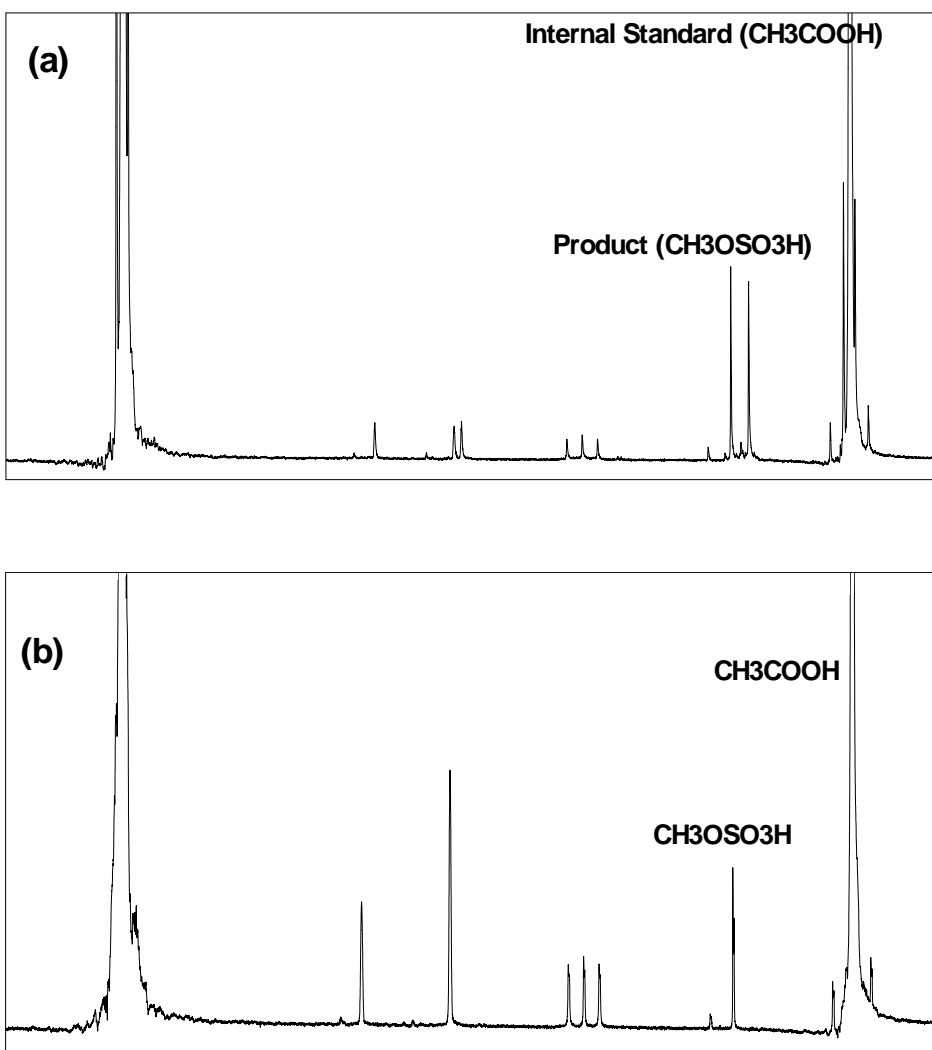 Internal Standard (CH3COOH)
(a)
Product (CH3OSO3H)
(b)
CH3COOH
CH3OSO3H